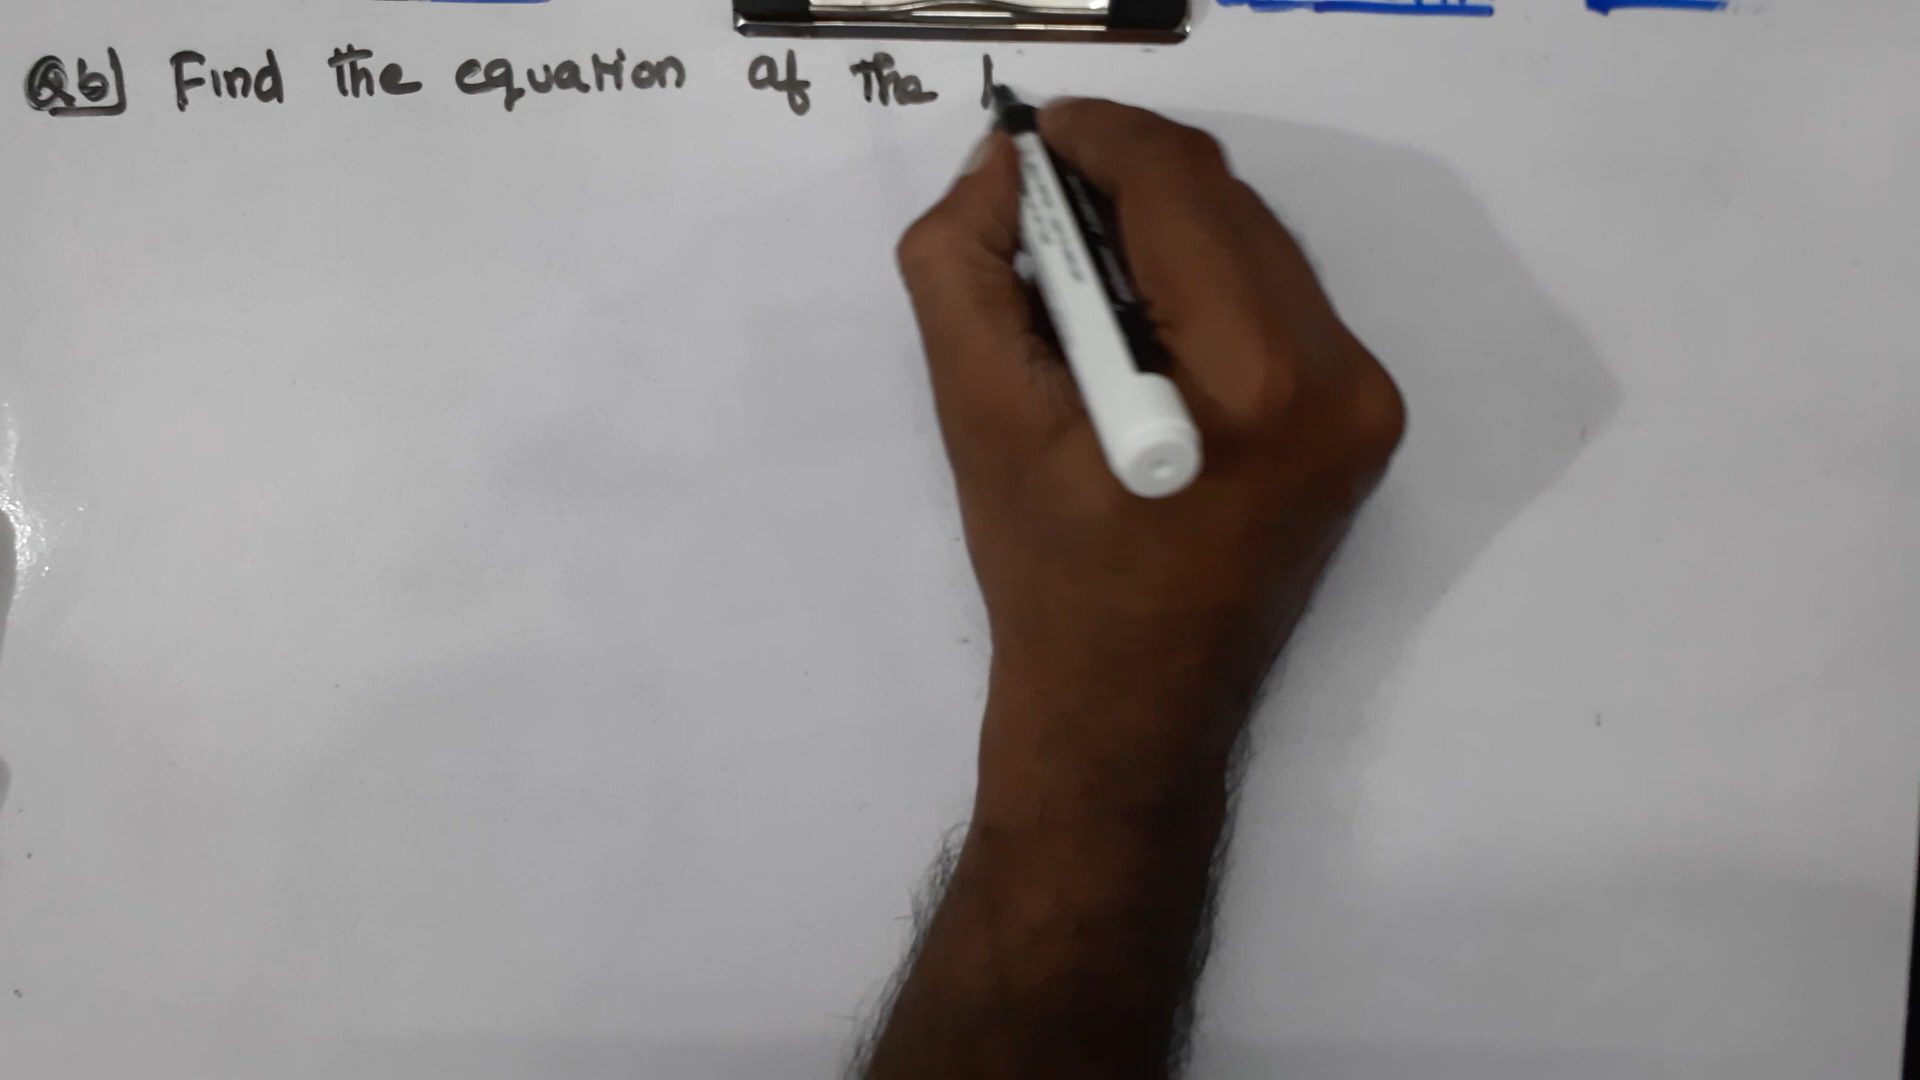 Q6] Find the equation of the